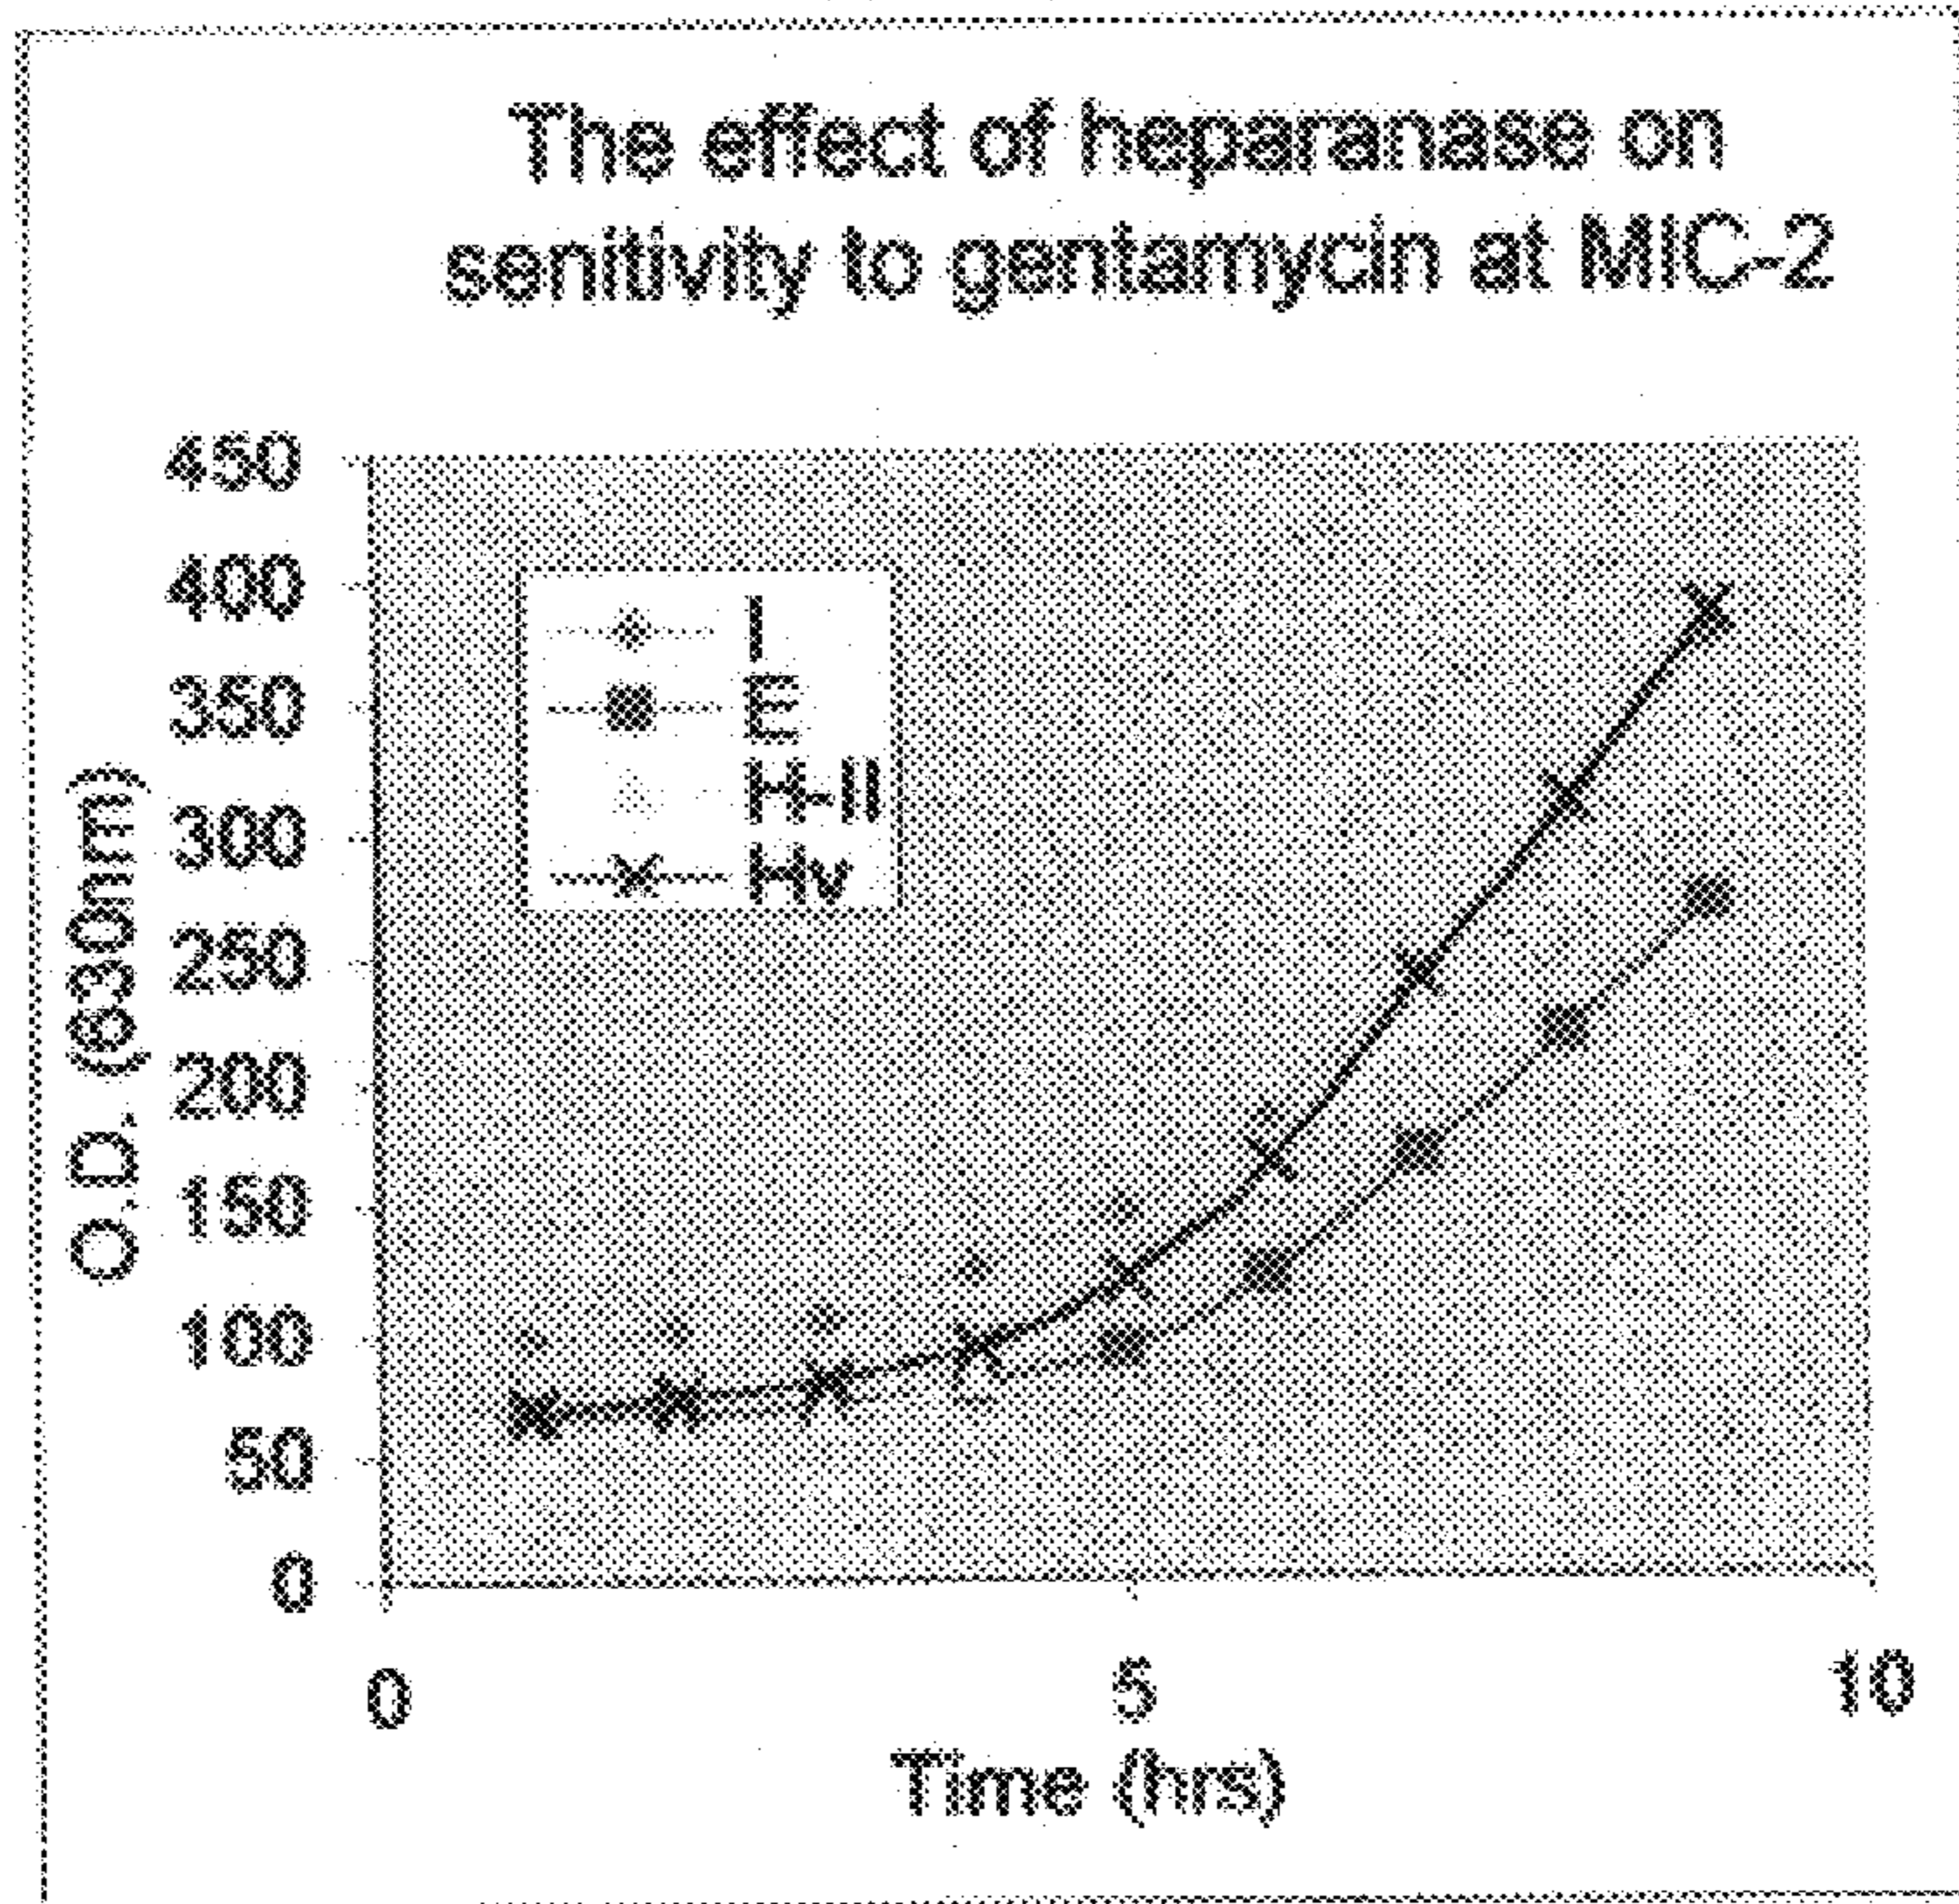 The effect of heparanase on
senitivity to gentamycin at MIC-2
450
400
350
300
250
200
150
100
50
0
O.D. (630nm)
I
E
H-II
Hv
0
5
10
Time (hrs)